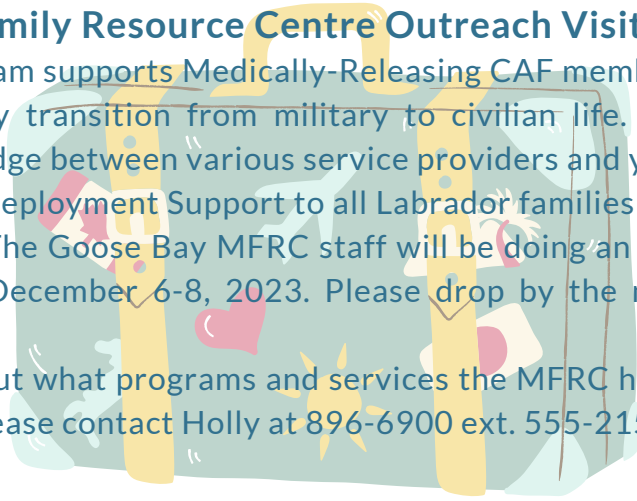 mily Resource Centre Outreach Visit
am supports Medically-Releasing CAF memb
y transition from military to civilian life.
dge between various service providers and y
eployment Support to all Labrador families
he Goose Bay MFRC staff will be doing an
December 6-8, 2023. Please drop by the
ut what programs and services the MFRC h
ease contact Holly at 896-6900 ext. 555-215